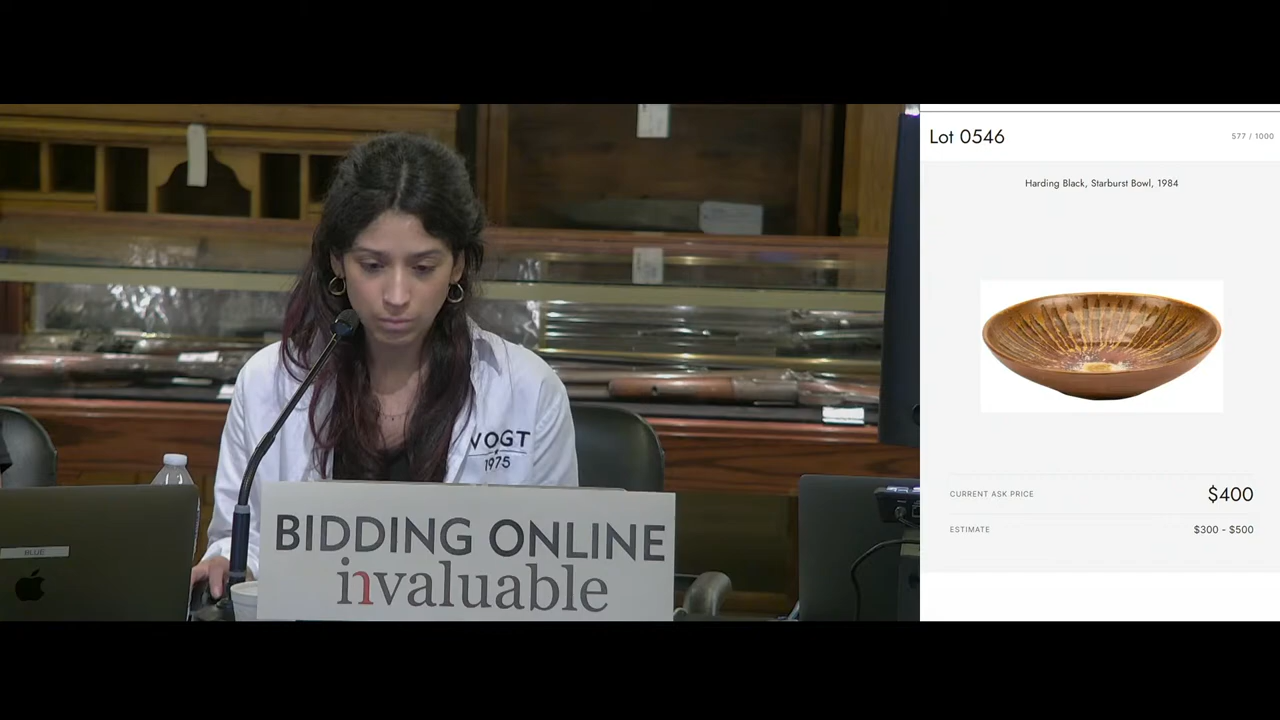 Lot 0546
577 / 1000
Harding Black, Starburst Bowl, 1984
CURRENT ASK PRICE
$400
ESTIMATE
$300 - $500
VOGT
1975
BIDDING ONLINE
invaluable
BLUE